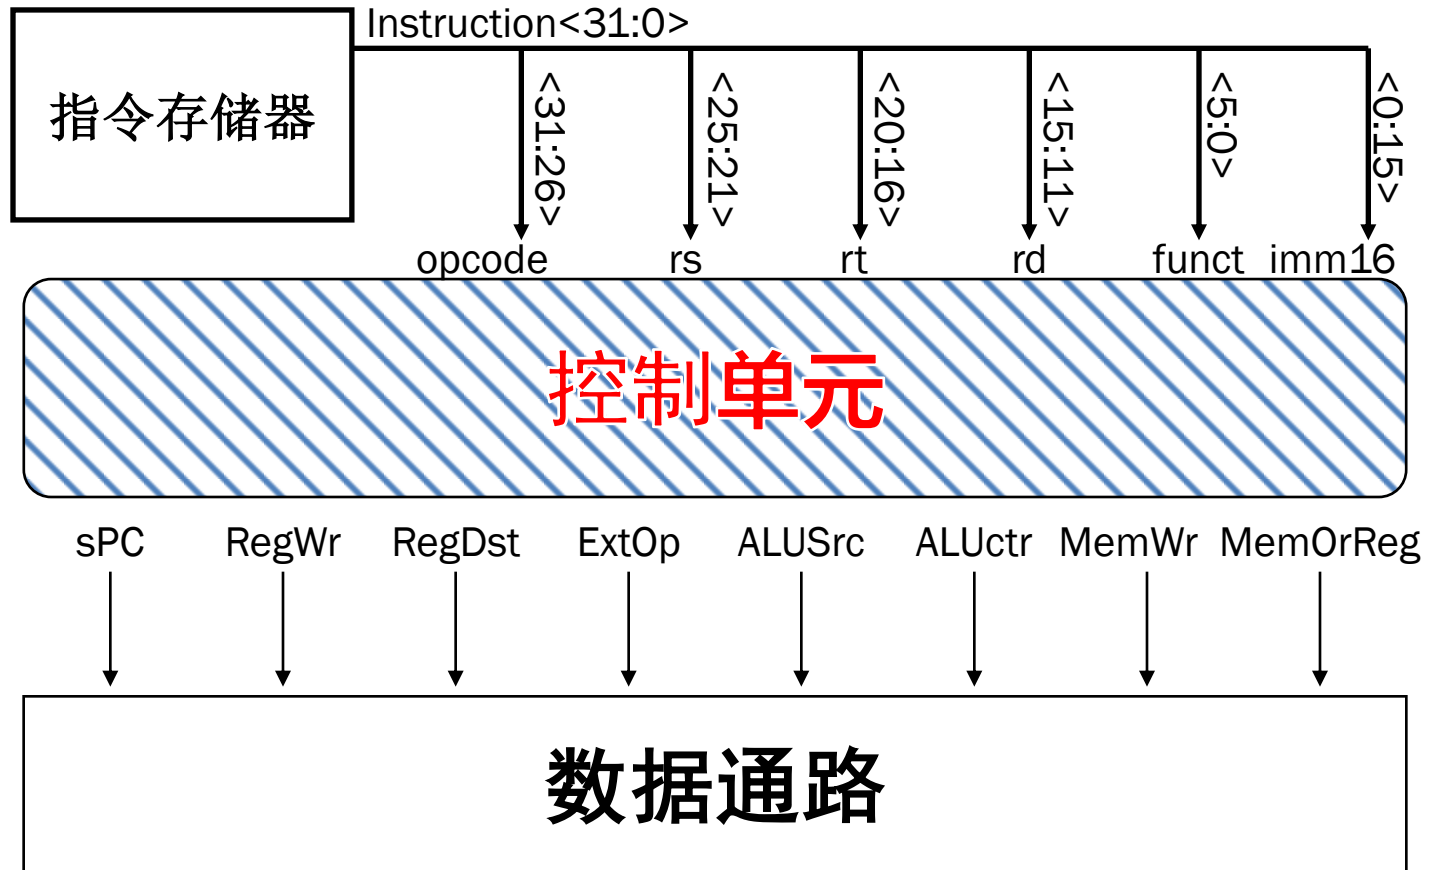 Instruction<31:0>
指令存储器
<31:26>
<25:21>
<20:16>
<15:11>
<5:0>
<0:15>
opcode rs rt rd funct imm16
控制单元
sPC RegWr RegDst ExtOp ALUSrc ALUctr MemWr MemOrReg
数据通路